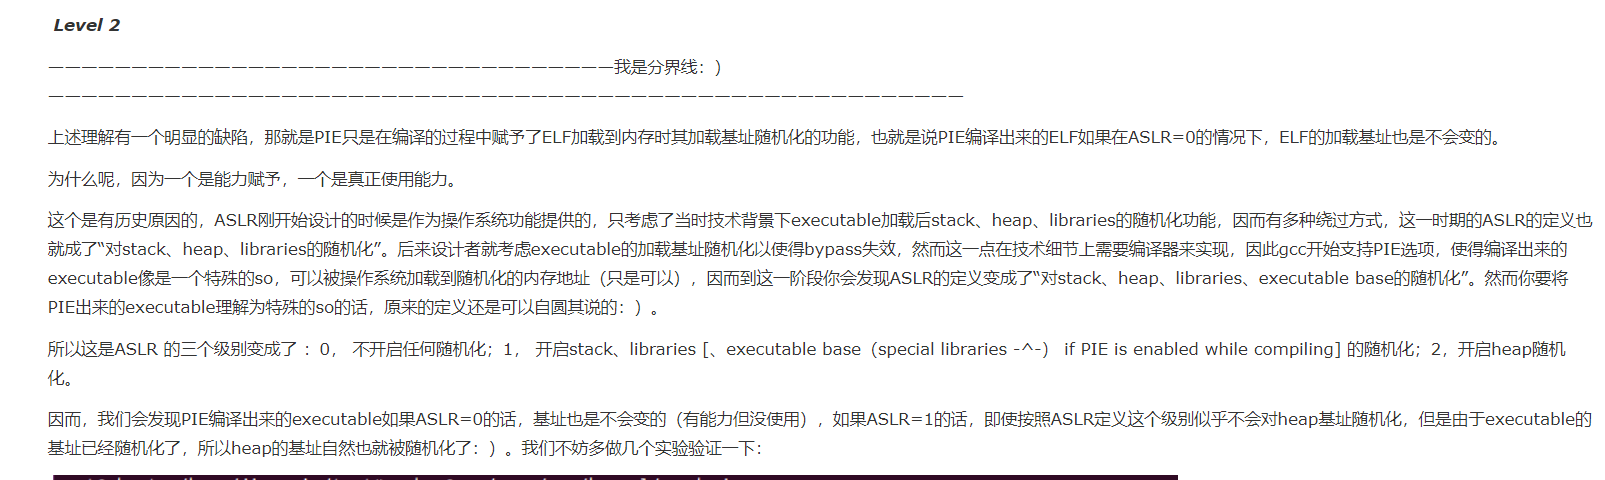 Level 2
——————————————————————————————————我是分界线：)
———————————————————————————————————————————————————————
上述理解有一个明显的缺陷，那就是PIE只是在编译的过程中赋予了ELF加载到内存时其加载基址随机化的功能，也就是说PIE编译出来的ELF如果在ASLR=0的情况下，ELF的加载基址也是不会变的。
为什么呢，因为一个是能力赋予，一个是真正使用能力。
这个是有历史原因的，ASLR刚开始设计的时候是作为操作系统功能提供的，只考虑了当时技术背景下executable加载后stack、heap、libraries的随机化功能，因而有多种绕过方式，这一时期的ASLR的定义也
就成了“对stack、heap、libraries的随机化”。后来设计者就考虑executable的加载基址随机化以使得bypass失效，然而这一点在技术细节上需要编译器来实现，因此gcc开始支持PIE选项，使得编译出来的
executable像是一个特殊的so，可以被操作系统加载到随机化的内存地址（只是可以），因而到这一阶段你会发现ASLR的定义变成了“对stack、heap、libraries、executable base的随机化”。然而你要将
PIE出来的executable理解为特殊的so的话，原来的定义还是可以自圆其说的：）。
所以这是ASLR 的三个级别变成了 ：0， 不开启任何随机化；1， 开启stack、libraries [、executable base（special libraries -^-） if PIE is enabled while compiling] 的随机化；2，开启heap随机
化。
因而，我们会发现PIE编译出来的executable如果ASLR=0的话，基址也是不会变的（有能力但没使用），如果ASLR=1的话，即使按照ASLR定义这个级别似乎不会对heap基址随机化，但是由于executable的
基址已经随机化了，所以heap的基址自然也就被随机化了：）。我们不妨多做几个实验验证一下：